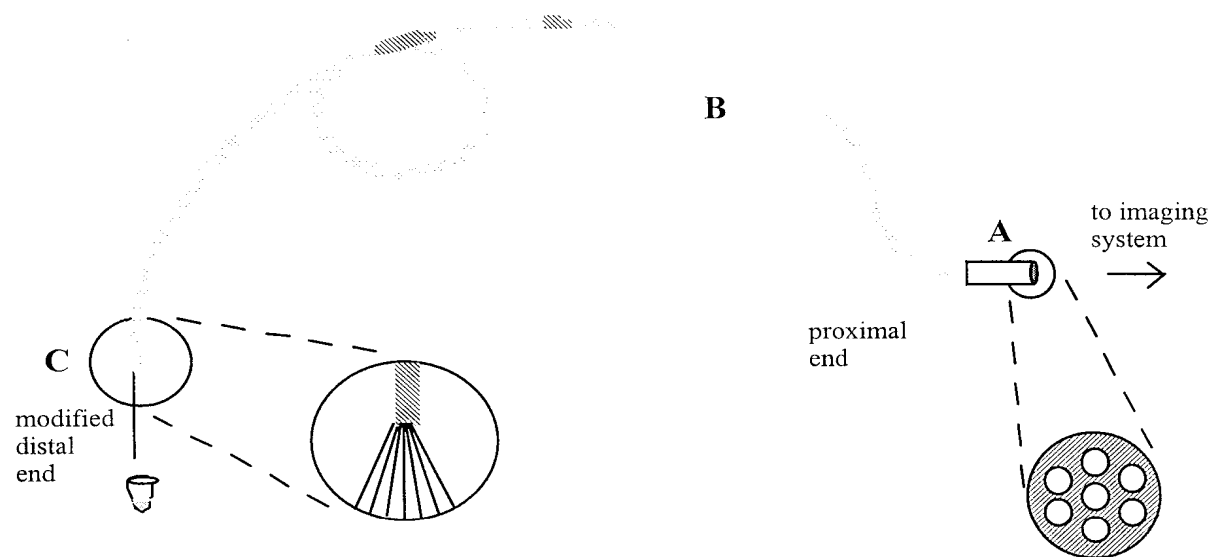 B
A
to imaging
system
proximal
end
C
modified
distal
end